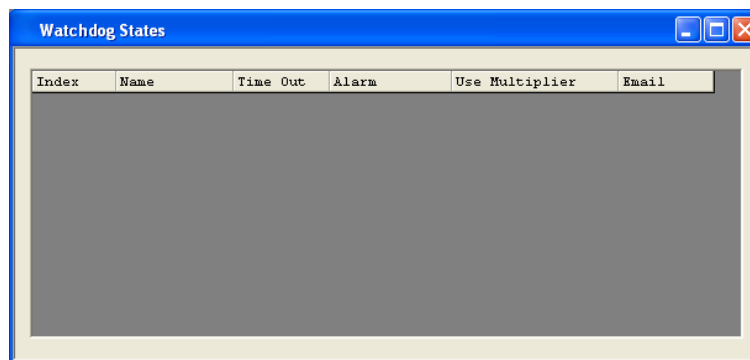 Watchdog States
Index Name Time Out Alarm Use Multiplier Email